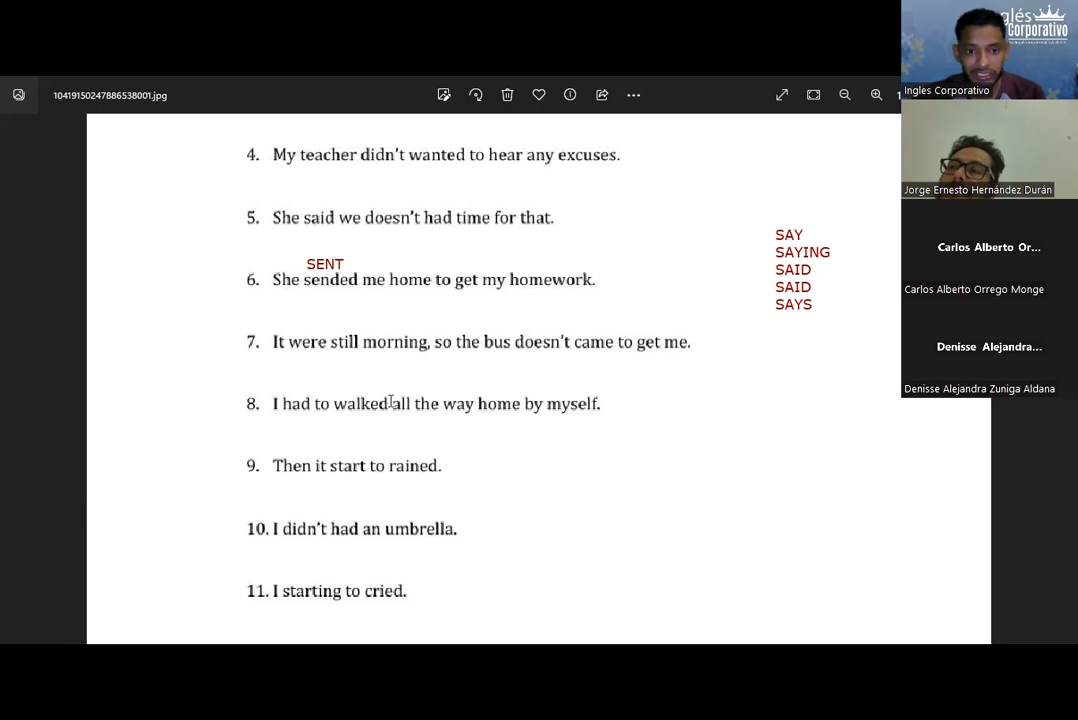 glés
Corporativo
Ingles Corporativo
10419150247886538001.jpg
1
4. My teacher didn't wanted to hear any excuses.
Jorge Ernesto Hernández Durán
5. She said we doesn't had time for that.
SAY
SAYING
SAID
SAID
SAYS
Carlos Alberto Or...
Carlos Alberto Orrego Monge
SENT
6. She sended me home to get my homework.
7. It were still morning, so the bus doesn't came to get me.
Denisse Alejandra...
Denisse Alejandra Zuniga Aldana
8. I had to walked all the way home by myself.
9. Then it start to rained.
10. I didn't had an umbrella.
11. I starting to cried.